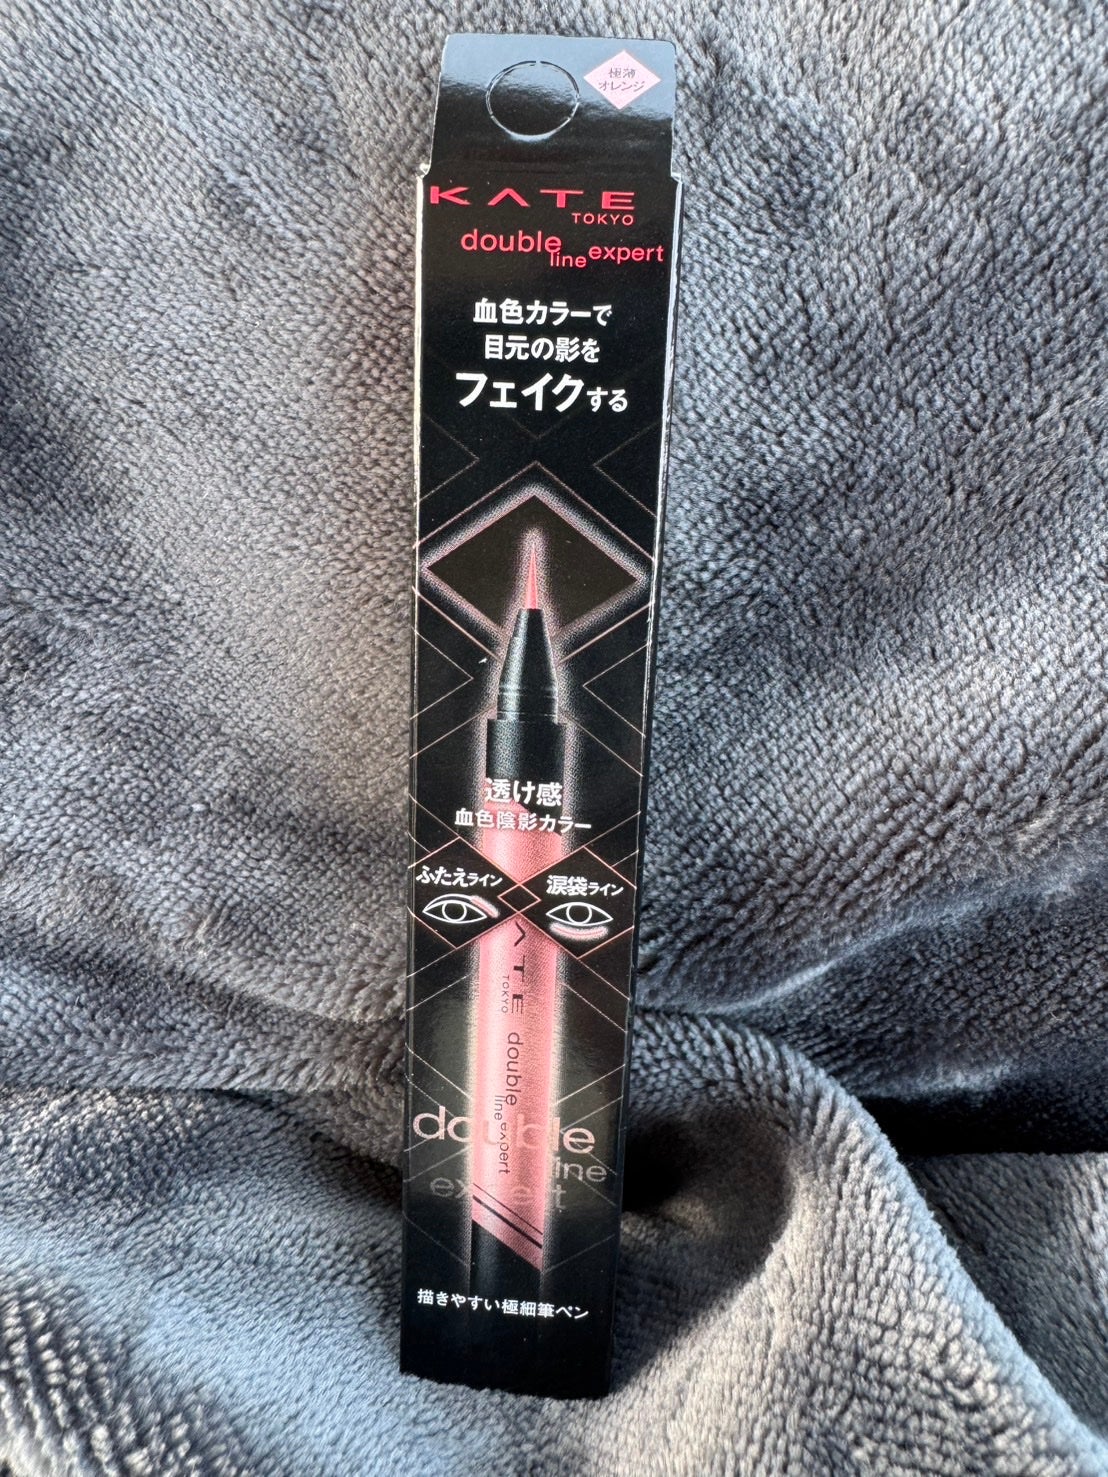 極薄
オレンジ
KATE
TOKYO
double line expert
血色カラーで
目元の影を
フェイクする
透け感
血色陰影カラー
ふたえライン
涙袋ライン
ATE
TOKYO
double line expert
double
line
expert
描きやすい極細筆ペン